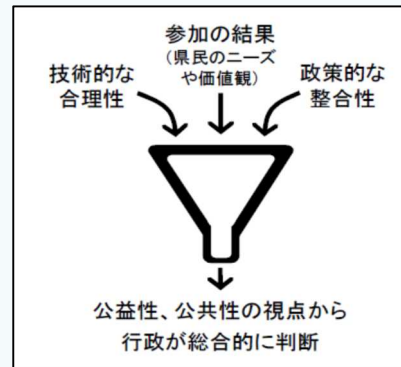 参加の結果
（県民のニーズ
や価値観）
技術的な
合理性
政策的な
整合性
公益性、公共性の視点から
行政が総合的に判断